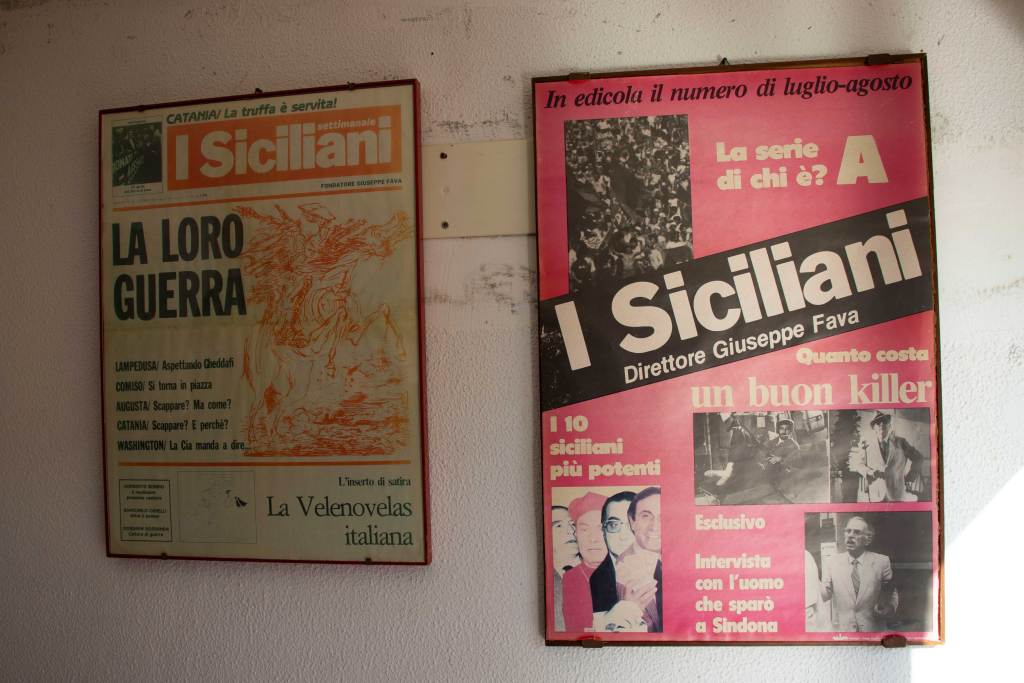 CATANIA/ La truffa è servita!
settimanale
I Siciliani
FONDATORE GIUSEPPE FAVA
LA LORO
GUERRA
LAMPEDUSA/ Aspettando Gheddafi
COMISO/ Si torna in piazza
AUGUSTA/ Scappare? Ma come?
CATANIA/ Scappare? E perchè?
WASHINGTON/ La Cia manda a dire...
L'inserto di satira
La Velenovelas
italiana
In edicola il numero di luglio-agosto
La serie A
di chi è?
I Siciliani
Direttore Giuseppe Fava
Quanto costa
un buon killer
I 10
siciliani
più potenti
Esclusivo
Intervista
con l'uomo
che sparò
a Sindona